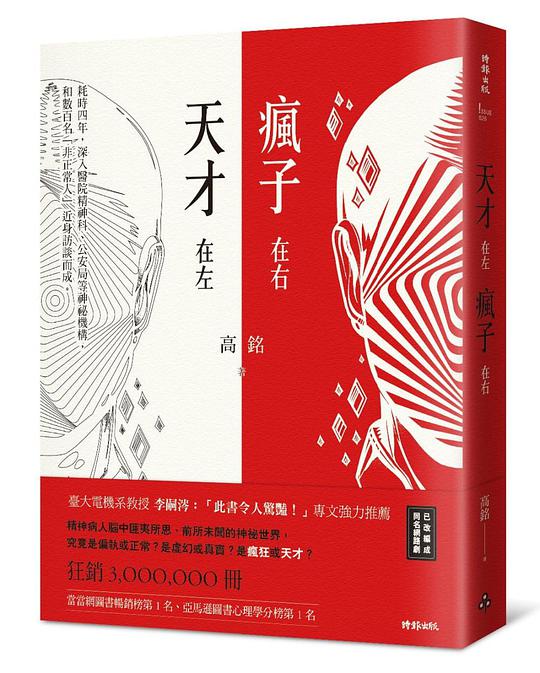 天才在左
瘋子在右
高銘
著
耗時四年，深入醫院精神科、公安局等神祕機構，
和數百名「非正常人」近身訪談而成。
臺大電機系教授 李嗣涔：「此書令人驚豔！」專文強力推薦
精神病人腦中匪夷所思、前所未聞的神祕世界，
究竟是偏執或正常？是虛幻或真實？是瘋狂或天才？
狂銷3,000,000冊
當當網圖書暢銷榜第1名、亞馬遜圖書心理學分榜第1名
已改編成
同名網路劇
時報出版
時報出版
ISSUE
天才在左 瘋子在右
高銘